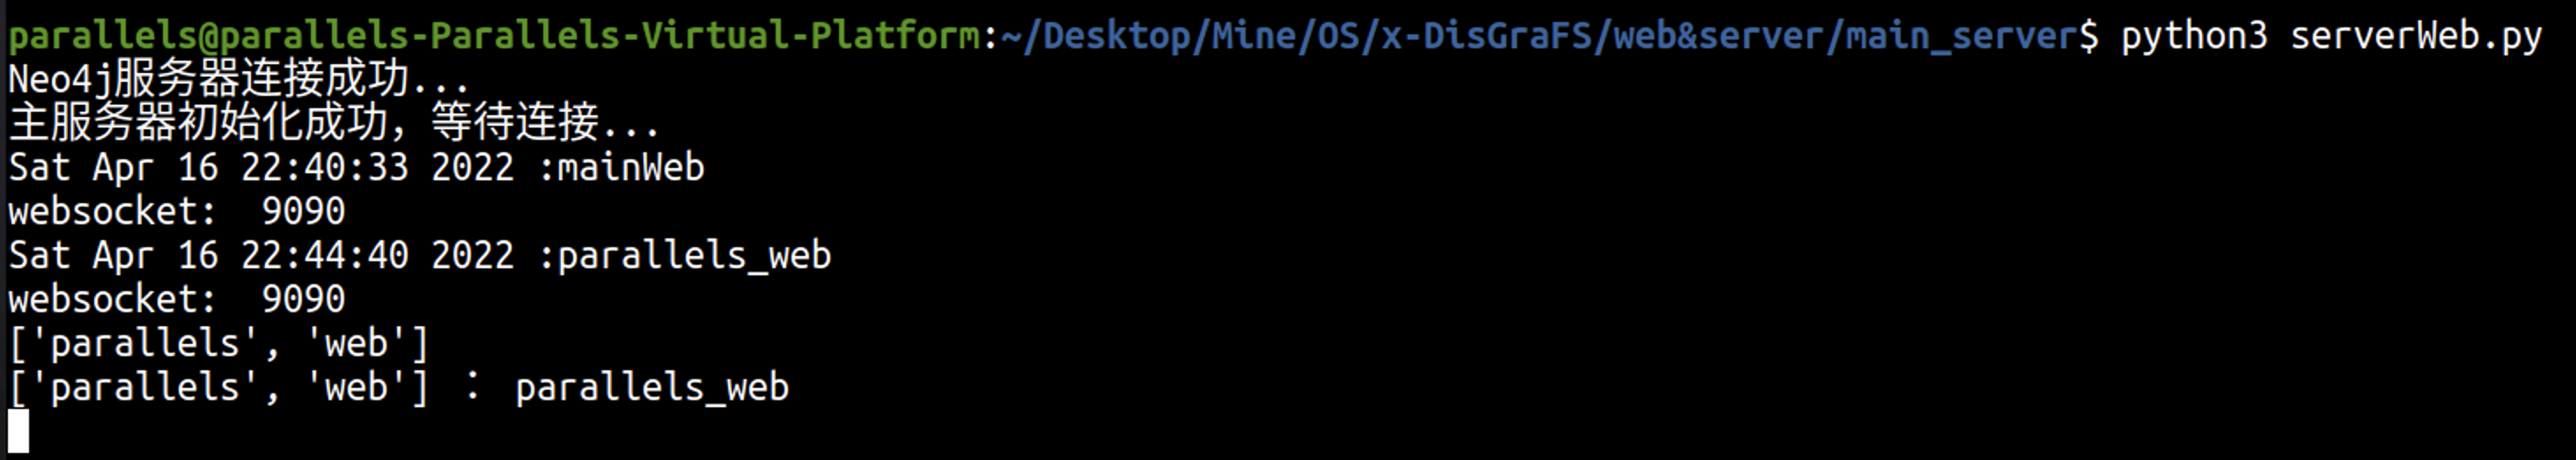 parallels@parallels-Parallels-Virtual-Platform:~/Desktop/Mine/OS/x-DisGraFS/web&server/main_server$ python3 serverWeb.py
Neo4j服务器连接成功...
主服务器初始化成功，等待连接...
Sat Apr 16 22:40:33 2022 :mainWeb
websocket:  9090
Sat Apr 16 22:44:40 2022 :parallels_web
websocket:  9090
['parallels', 'web']
['parallels', 'web'] ： parallels_web